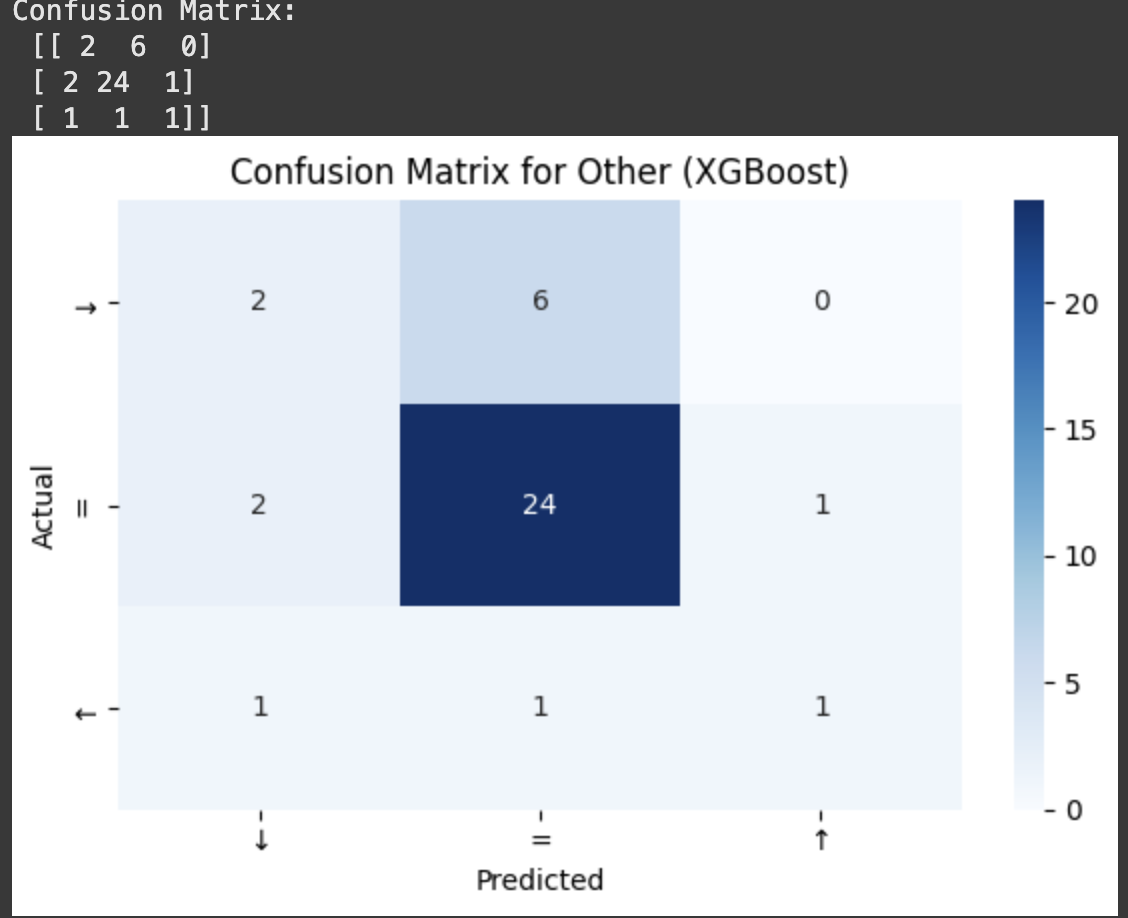 Confusion Matrix:
[[ 2 6 0]
[ 2 24 1]
[ 1 1 1]]
Confusion Matrix for Other (XGBoost)
→ 2 6 0
Actual = 2 24 1
← 1 1 1
↓ = ↑
Predicted
20
15
10
5
0